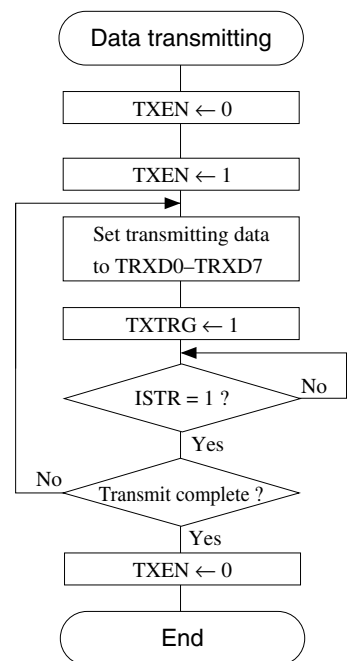 Data transmitting
TXEN ← 0
TXEN ← 1
Set transmitting data
to TRXD0–TRXD7
TXTRG ← 1
ISTR = 1 ?
No
Yes
Transmit complete ?
No
Yes
TXEN ← 0
End